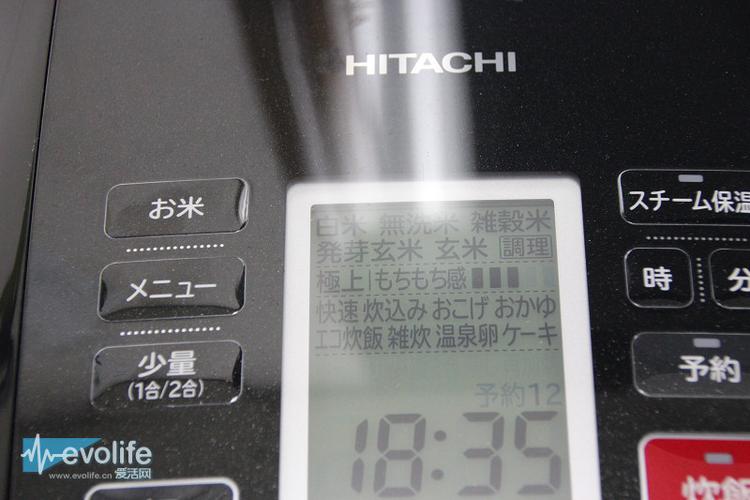 HITACHI
お米
メニュー
少量
(1合/2合)
白米 無洗米 雑穀米
発芽玄米 玄米 調理
極上 もちもち感
快速 炊込み おこげ おかゆ
エコ炊飯 雑炊 温泉卵 ケーキ
予約12
18:35
スチーム保温
時
分
予約
炊飯
evolife
www.evolife.cn 爱活网